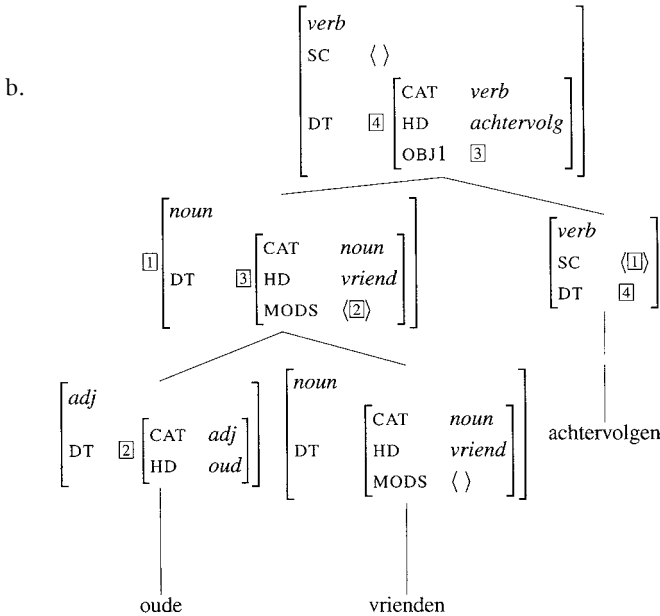 verb
SC ⟨ ⟩
b.
CAT verb
DT [4] HD achtervolg
OBJ1 [3]
noun
verb
CAT noun
[1] SC ⟨[1]⟩
DT [3] HD vriend
DT [4]
MODS ⟨[2]⟩
noun
adj
CAT noun
CAT adj
achtervolgen
DT [2]
DT HD vriend
HD oud
MODS ⟨ ⟩
oude vrienden